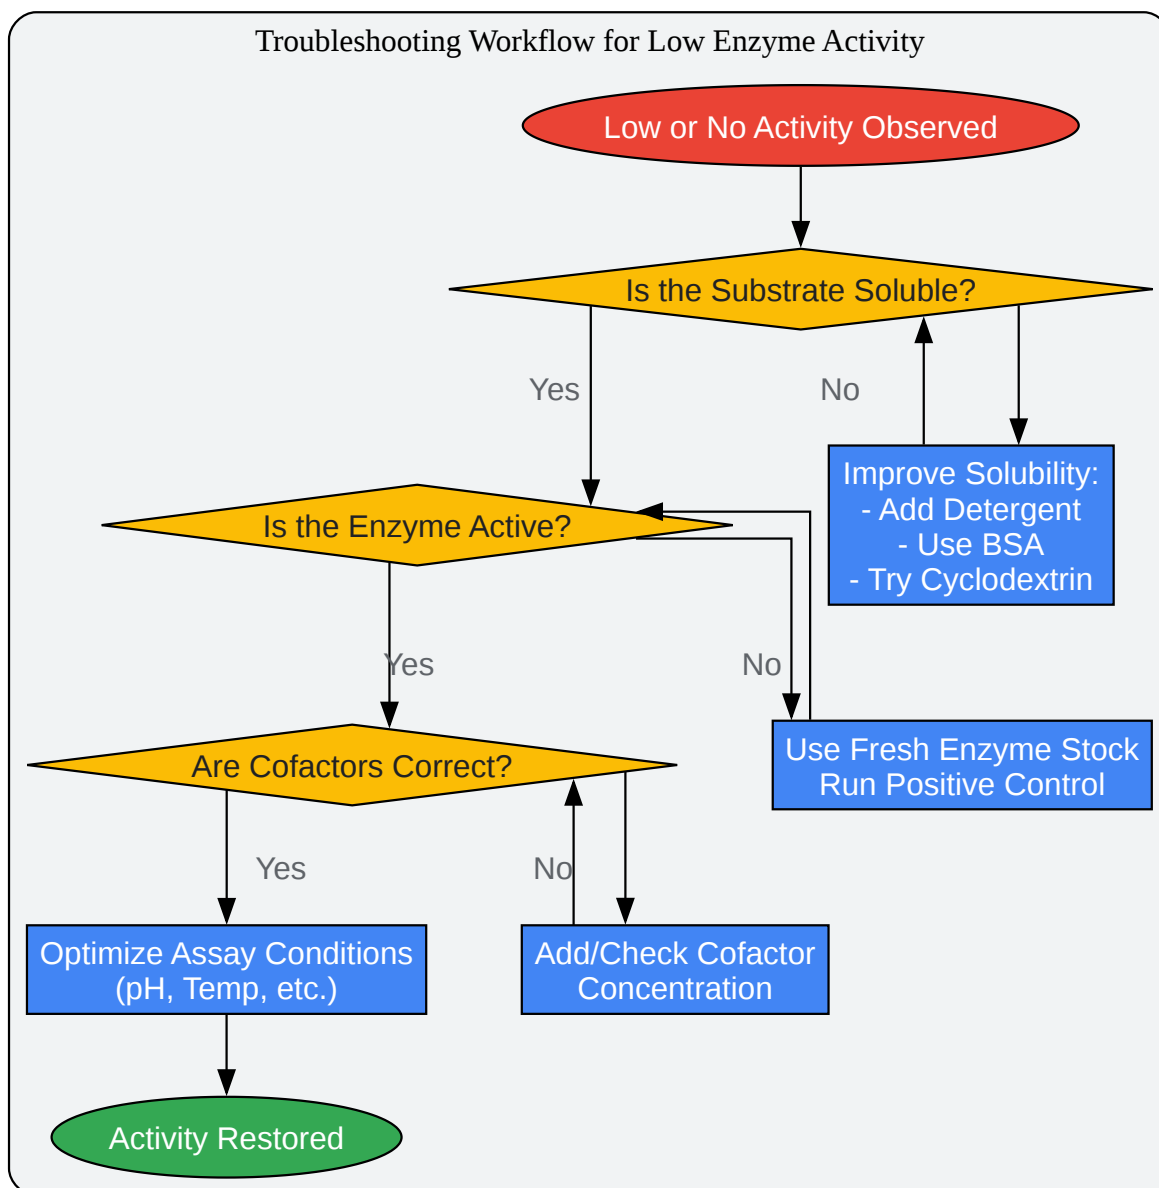 Troubleshooting Workflow for Low Enzyme Activity
Low or No Activity Observed
Is the Substrate Soluble?
Yes
No
Improve Solubility:
- Add Detergent
- Use BSA
- Try Cyclodextrin
Is the Enzyme Active?
Yes
No
Use Fresh Enzyme Stock
Run Positive Control
Are Cofactors Correct?
Yes
No
Optimize Assay Conditions
(pH, Temp, etc.)
Add/Check Cofactor
Concentration
Activity Restored